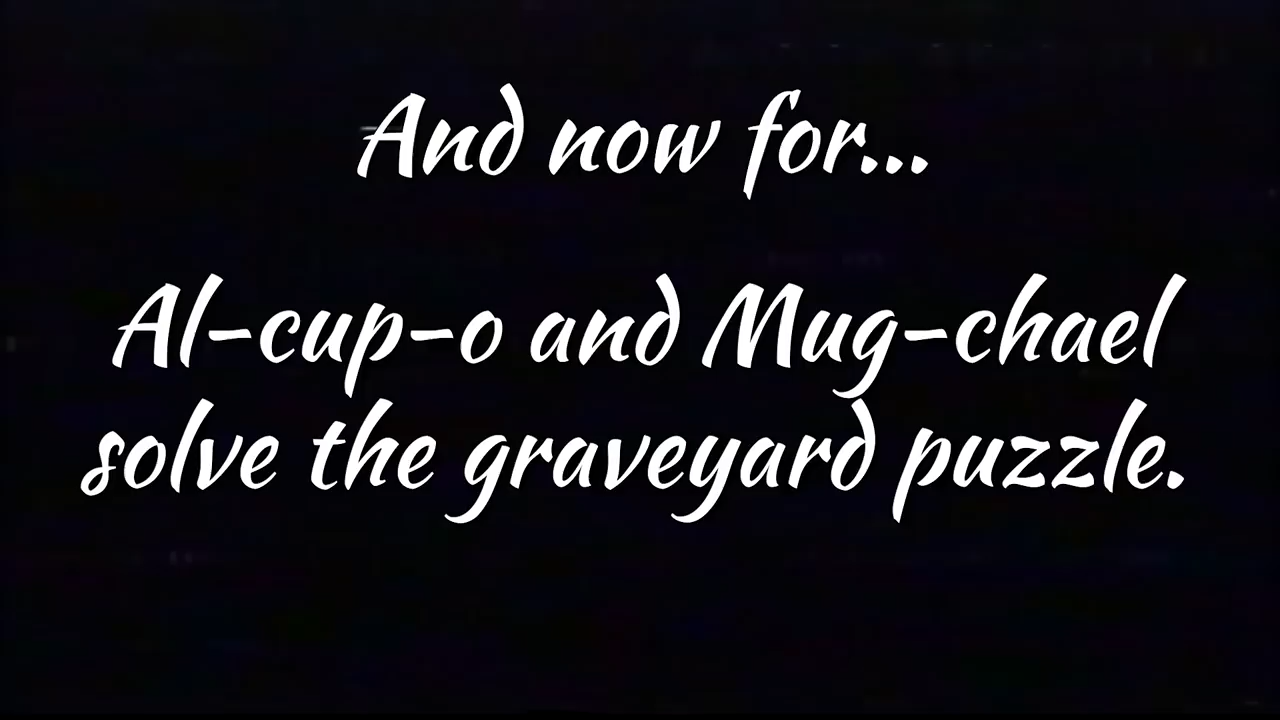 And now for...
Al-cup-o and Mug-chael
solve the graveyard puzzle.